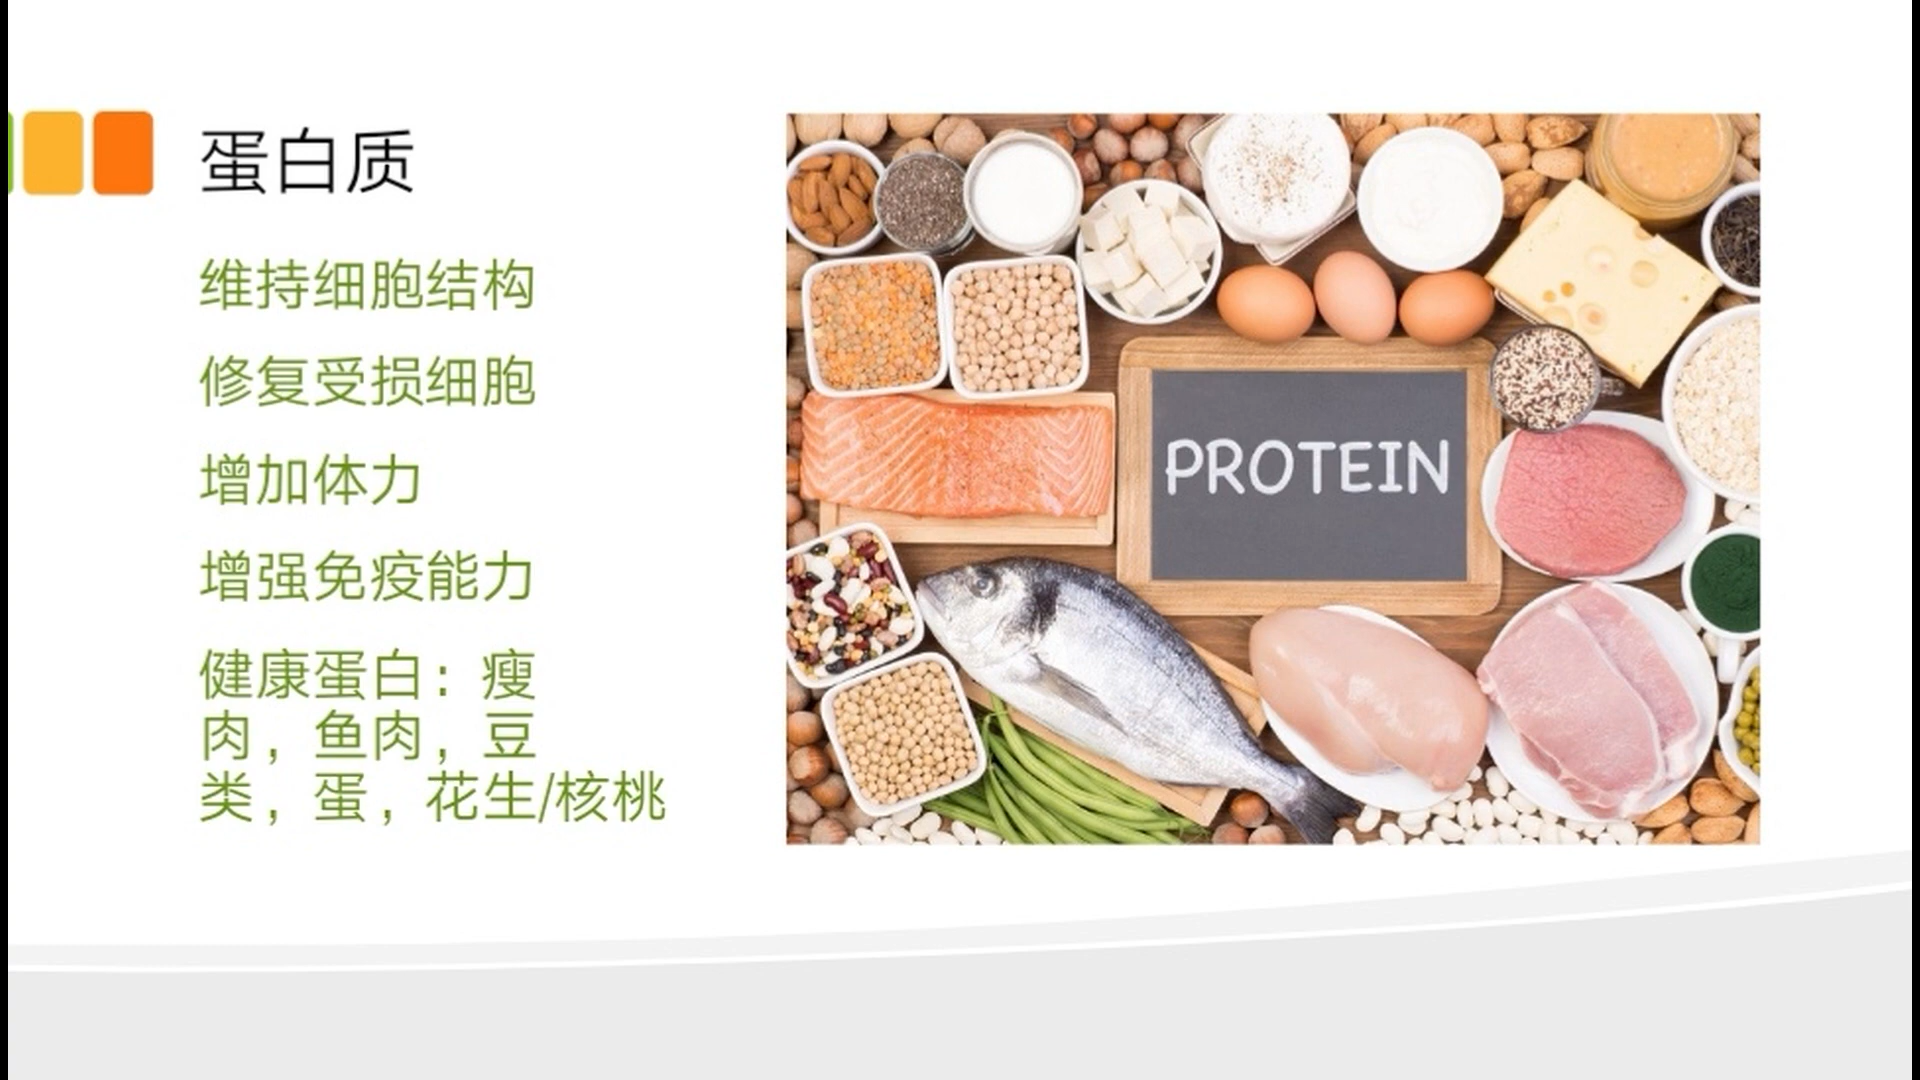 蛋白质
维持细胞结构
修复受损细胞
增加体力
增强免疫能力
健康蛋白：瘦
肉，鱼肉，豆
类，蛋，花生/核桃
PROTEIN